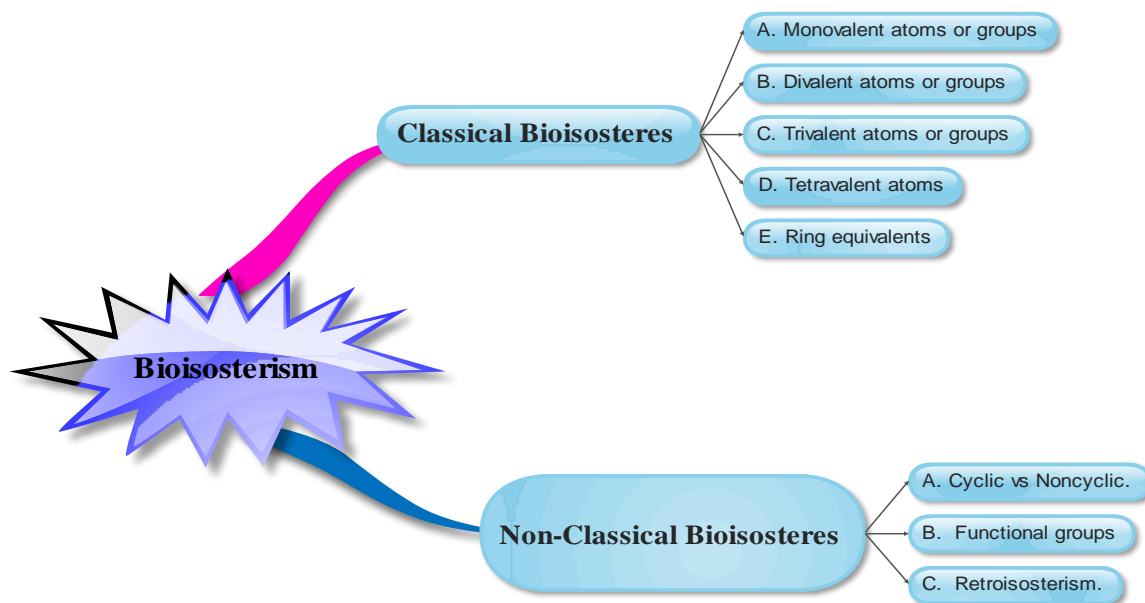 A. Monovalent atoms or groups
B. Divalent atoms or groups
Classical Bioisosteres
C. Trivalent atoms or groups
D. Tetravalent atoms
E. Ring equivalents
Bioisosterism
A. Cyclic vs Noncyclic.
Non-Classical Bioisosteres
B. Functional groups
C. Retroisosterism.